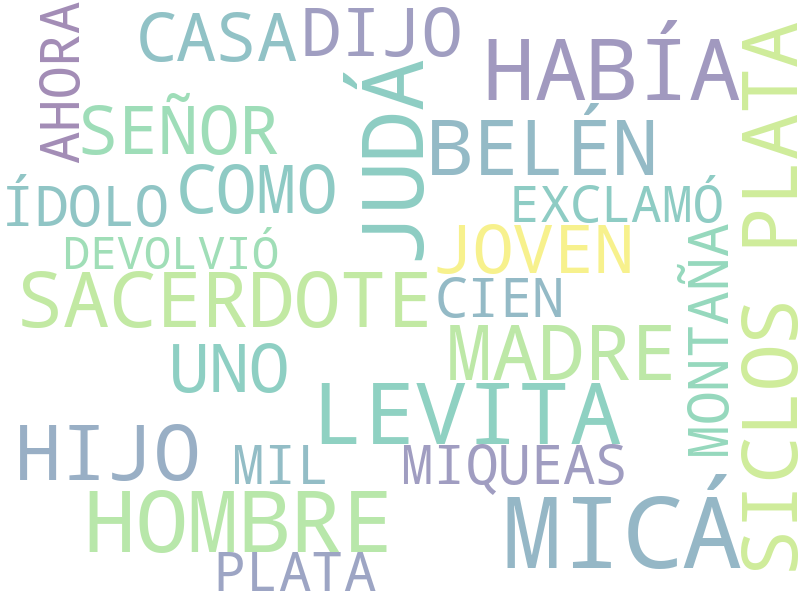 AHORA
CASA
DIJO
HABÍA
SEÑOR
JUDÁ
BELÉN
SICLOS PLATA
ÍDOLO
COMO
EXCLAMÓ
DEVOLVIÓ
JOVEN
MONTAÑA
SACERDOTE
CIEN
UNO
MADRE
LEVITA
HIJO
MIL
MIQUEAS
HOMBRE
MICÁ
PLATA